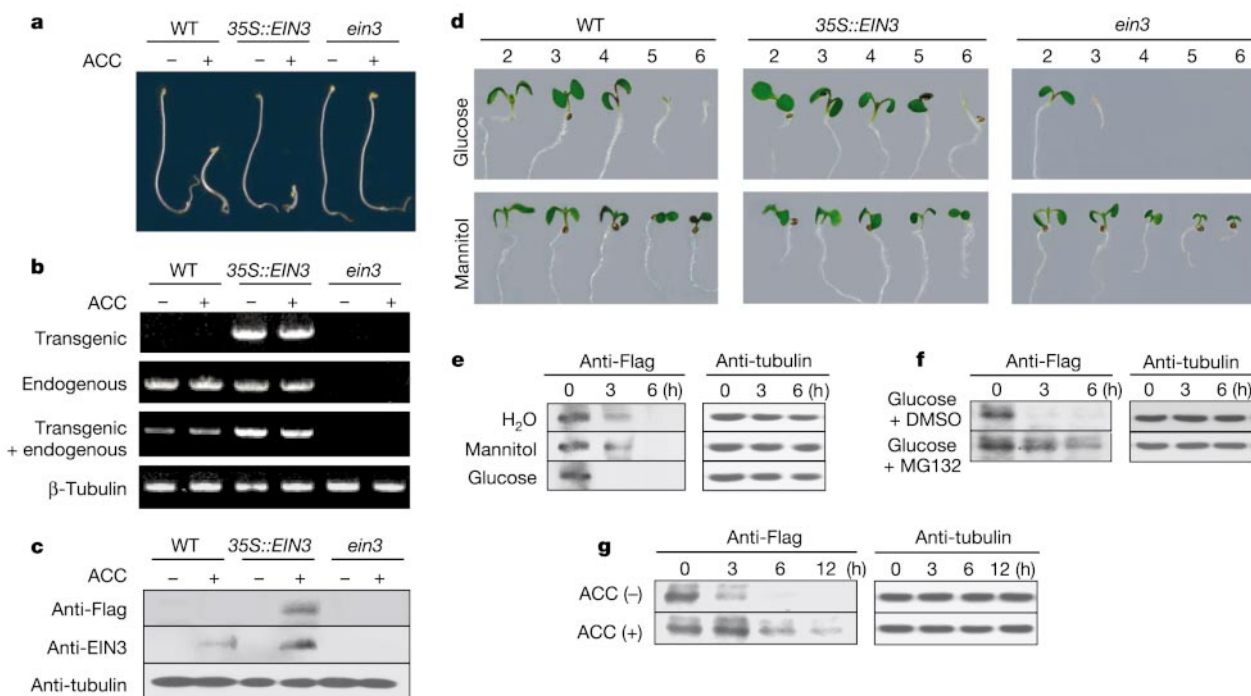 a
WT 35S::EIN3 ein3
ACC – + – + – +
b
WT 35S::EIN3 ein3
ACC – + – + – +
Transgenic
Endogenous
Transgenic
+ endogenous
β-Tubulin
c
WT 35S::EIN3 ein3
ACC – + – + – +
Anti-Flag
Anti-EIN3
Anti-tubulin
d
WT 35S::EIN3 ein3
2 3 4 5 6 2 3 4 5 6 2 3 4 5 6
Glucose
Mannitol
e
Anti-Flag Anti-tubulin
0 3 6 (h) 0 3 6 (h)
H₂O
Mannitol
Glucose
f
Anti-Flag Anti-tubulin
0 3 6 (h) 0 3 6 (h)
Glucose
+ DMSO
Glucose
+ MG132
g
Anti-Flag Anti-tubulin
0 3 6 12 (h) 0 3 6 12 (h)
ACC (–)
ACC (+)